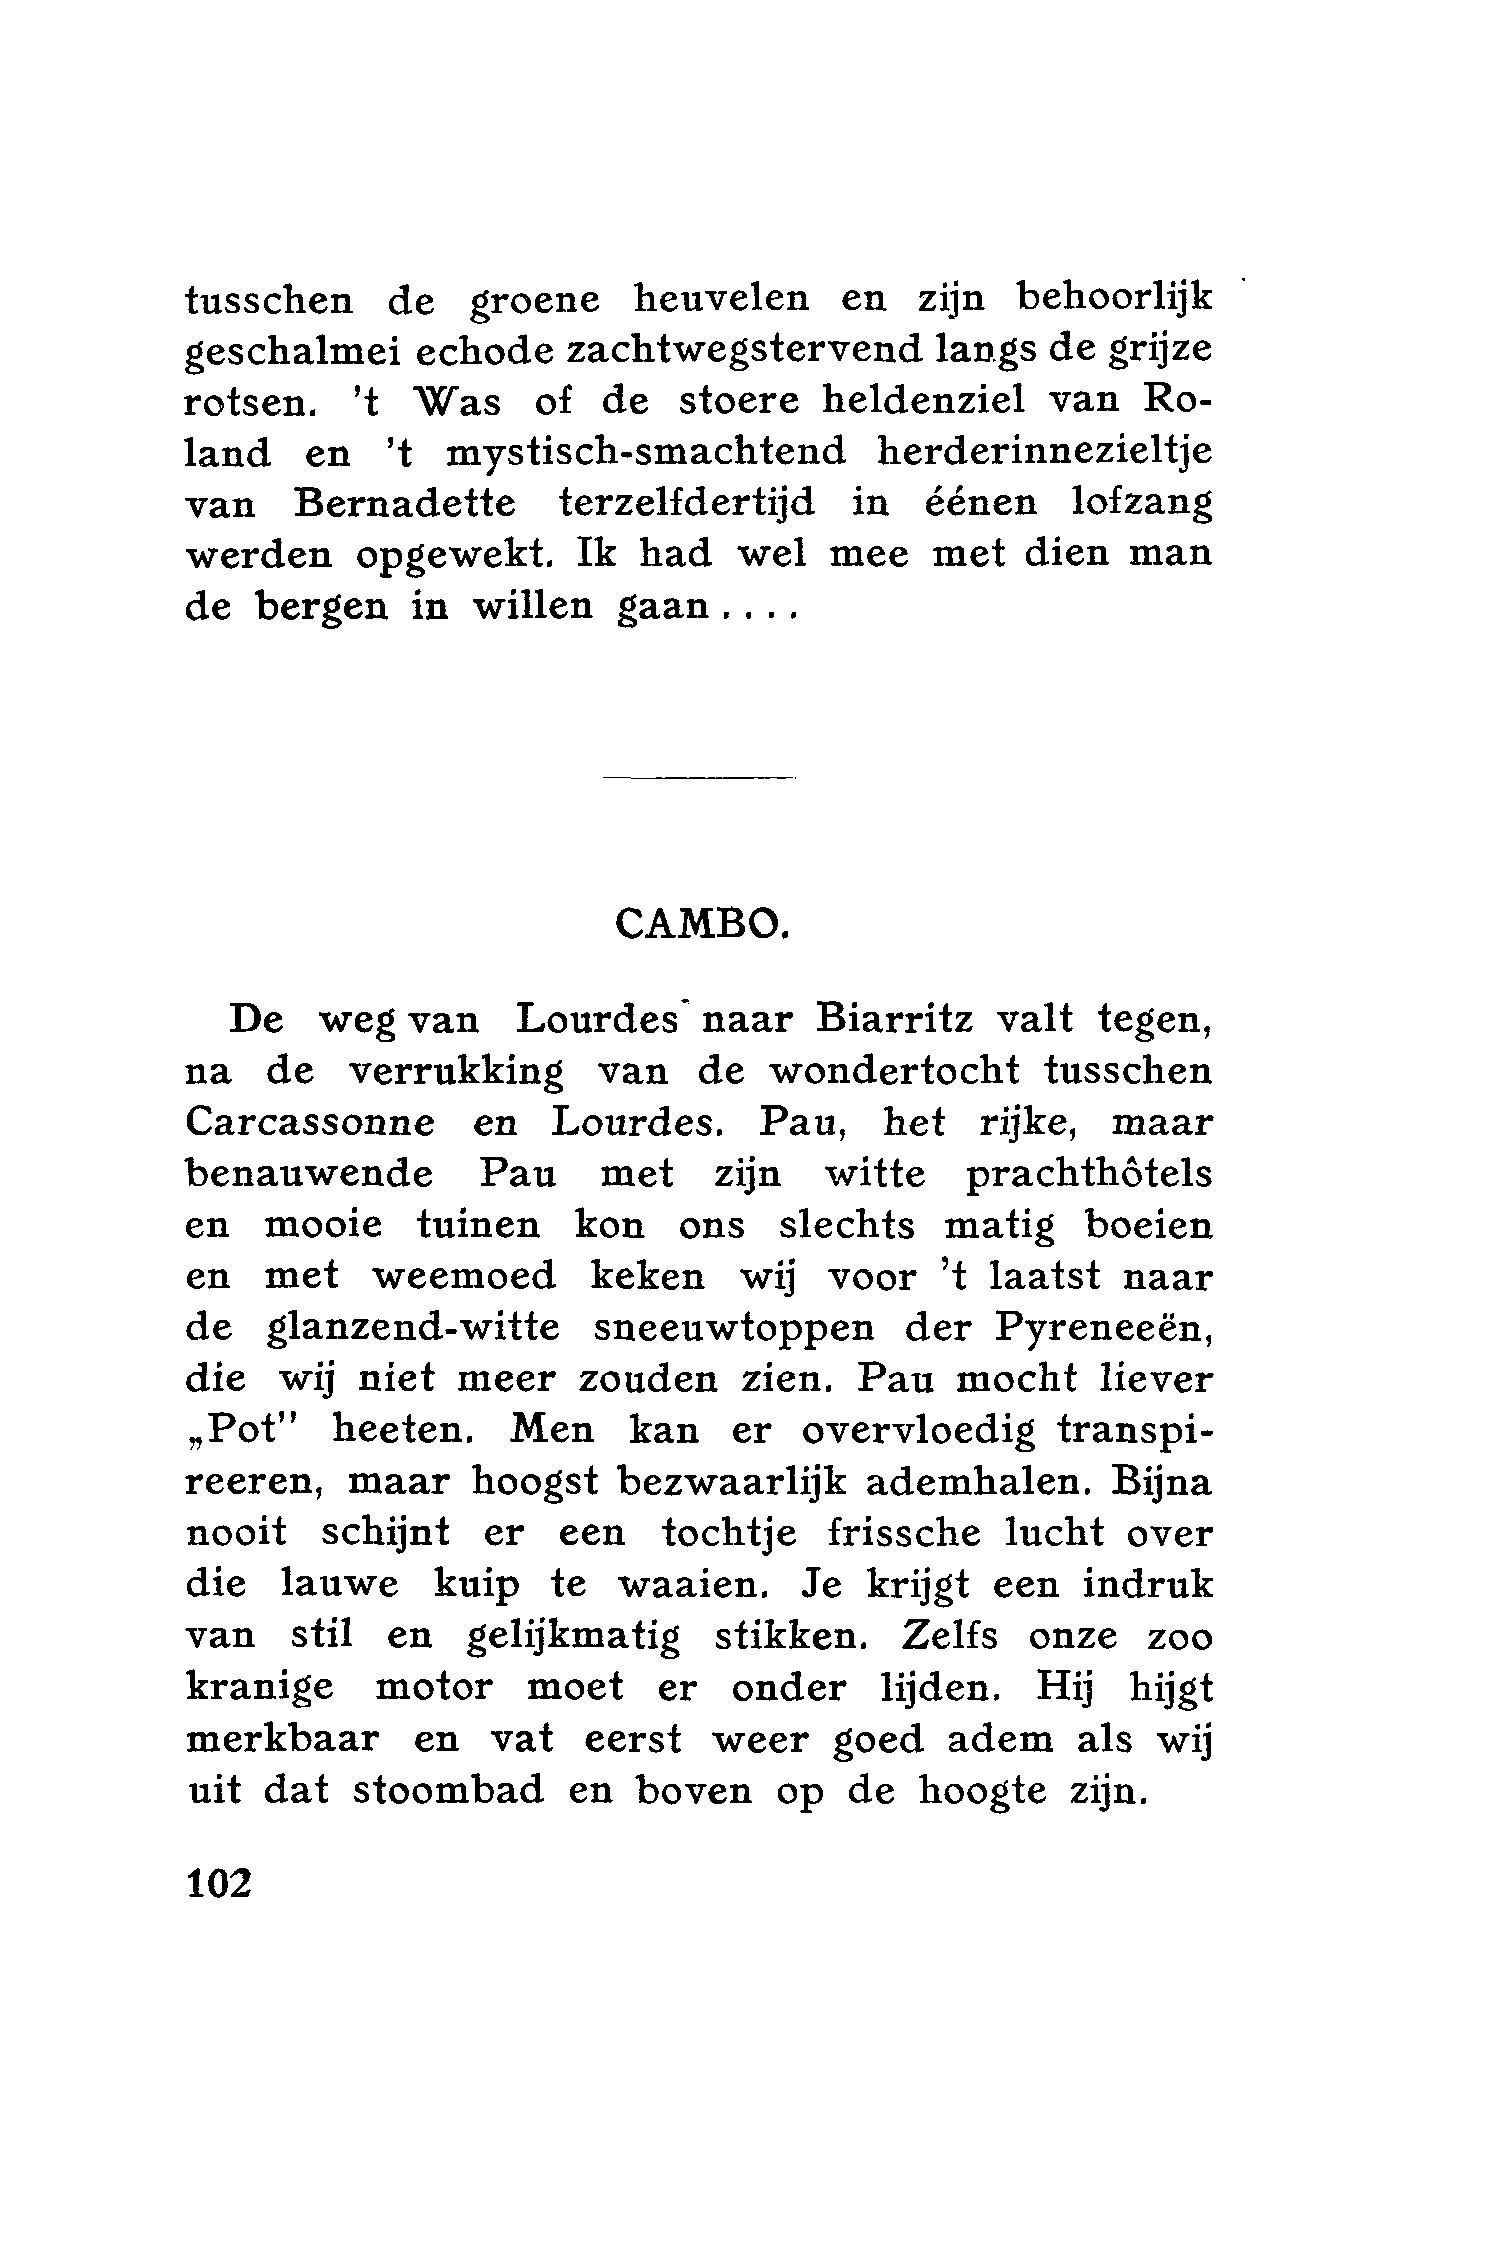 tusschen de groene heuvelen en zijn behoorlijk
geschalmei echode zachtwegstervend langs de grijze
rotsen. 't Was of de stoere heldenziel van Ro-
land en 't mystisch-smachtend herderinnezieltje
van Bernadette terzelfdertijd in éénen lofzang
werden opgewekt. Ik had wel mee met dien man
de bergen in willen gaan....
CAMBO.
De weg van Lourdes naar Biarritz valt tegen,
na de verrukking van de wondertocht tusschen
Carcassonne en Lourdes. Pau, het rijke, maar
benauwende Pau met zijn witte prachthôtels
en mooie tuinen kon ons slechts matig boeien
en met weemoed keken wij voor 't laatst naar
de glanzend-witte sneeuwtoppen der Pyreneeën,
die wij niet meer zouden zien. Pau mocht liever
„Pot" heeten. Men kan er overvloedig transpi-
reeren, maar hoogst bezwaarlijk ademhalen. Bijna
nooit schijnt er een tochtje frissche lucht over
die lauwe kuip te waaien. Je krijgt een indruk
van stil en gelijkmatig stikken. Zelfs onze zoo
kranige motor moet er onder lijden. Hij hijgt
merkbaar en vat eerst weer goed adem als wij
uit dat stoombad en boven op de hoogte zijn.
102